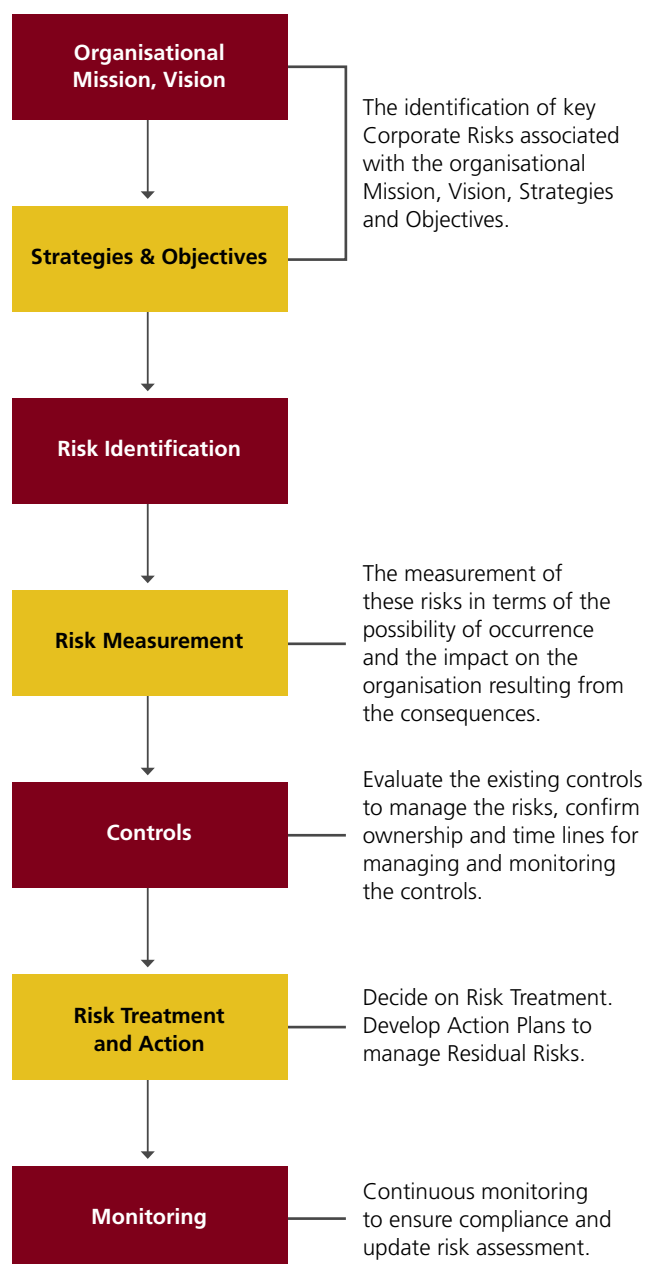 Organisational
Mission, Vision
The identification of key
Corporate Risks associated
with the organisational
Mission, Vision, Strategies
and Objectives.
Strategies & Objectives
Risk Identification
Risk Measurement
The measurement of
these risks in terms of the
possibility of occurrence
and the impact on the
organisation resulting from
the consequences.
Controls
Evaluate the existing controls
to manage the risks, confirm
ownership and time lines for
managing and monitoring
the controls.
Risk Treatment
and Action
Decide on Risk Treatment.
Develop Action Plans to
manage Residual Risks.
Monitoring
Continuous monitoring
to ensure compliance and
update risk assessment.